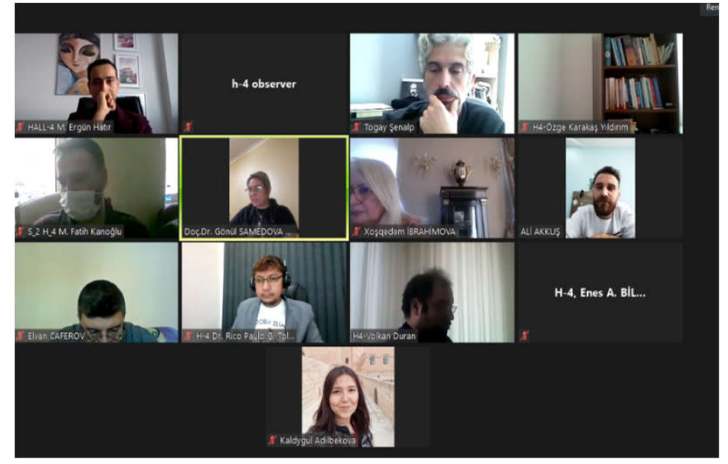 Ren
HALL-4 M. Ergün Hatır
h-4 observer
Togay Şenalp
H4-Özge Karakaş Yıldırım
S_2 H_4 M. Fatih Kanoğlu
Doç.Dr. Gönül SAMEDOVA ...
Xoşqədəm İBRAHİMOVA
ALİ AKKUŞ
Elvan CAFEROV
H-4 Dr. Rico Paulo G. Tol...
H4-Volkan Duran
H-4, Enes A. BİL...
Kaldygul Adilbekova